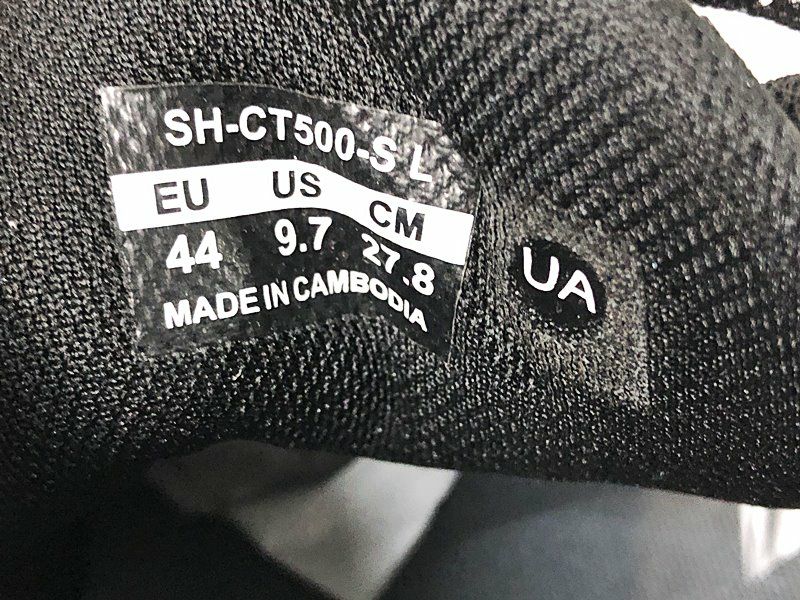 SH-CT500-S L
EU US CM
44 9.7 27.8
MADE IN CAMBODIA
UA